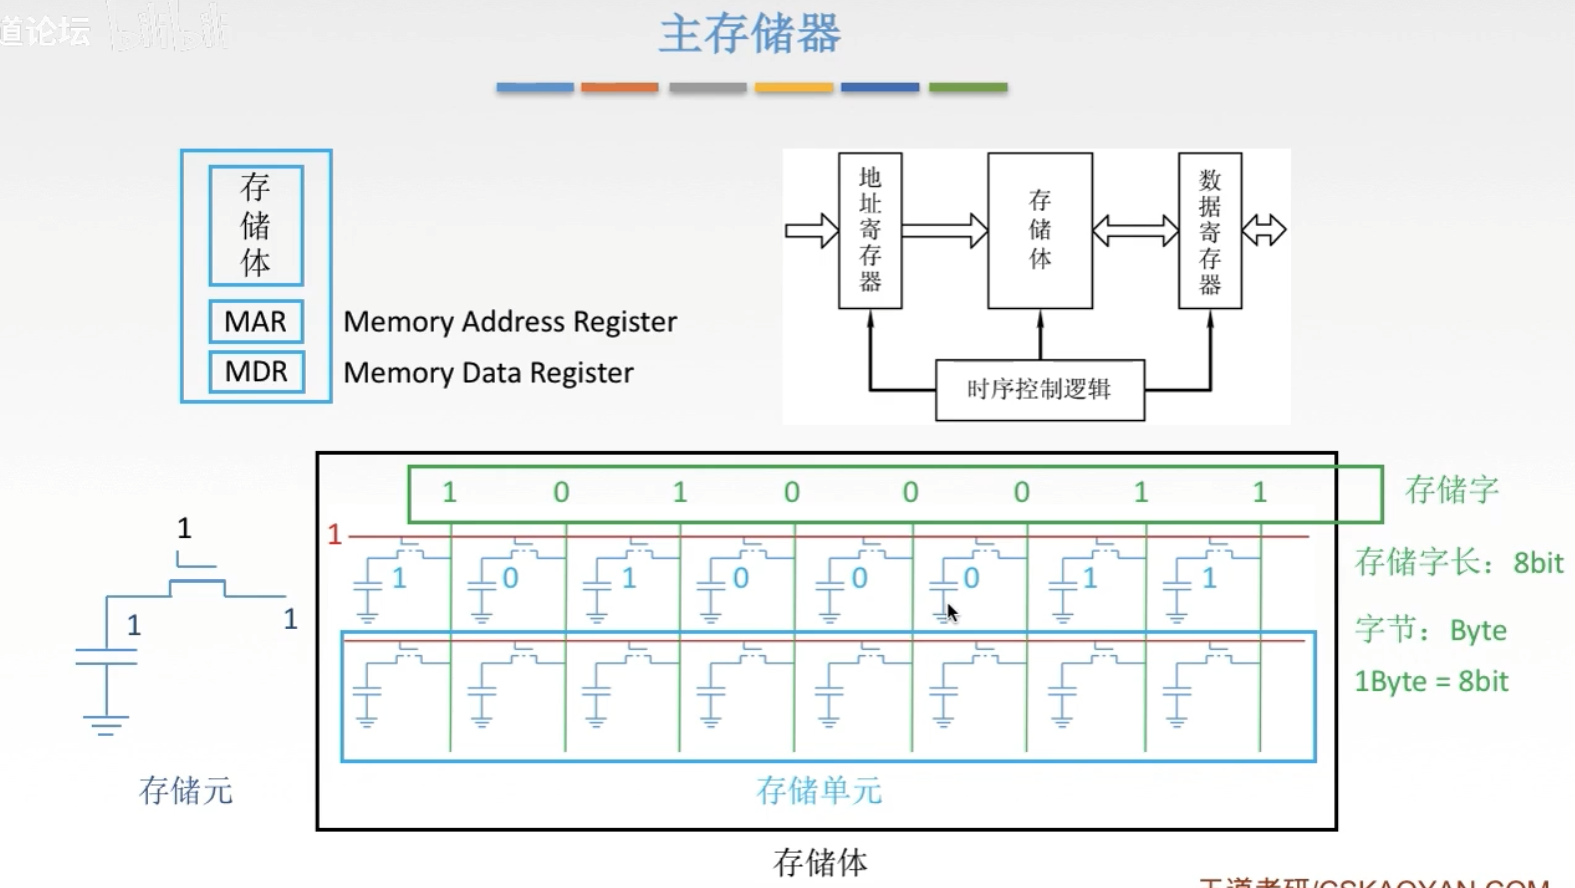 道论坛 bilibili
主存储器
存储体
MAR
Memory Address Register
MDR
Memory Data Register
地址寄存器
存储体
数据寄存器
时序控制逻辑
1 0 1 0 0 0 1 1
存储字
1
1 0 1 0 0 0 1 1
存储字长：8bit
字节：Byte
1Byte = 8bit
1
1
1
存储元
存储单元
存储体
王道考研/CSKAOYAN.COM